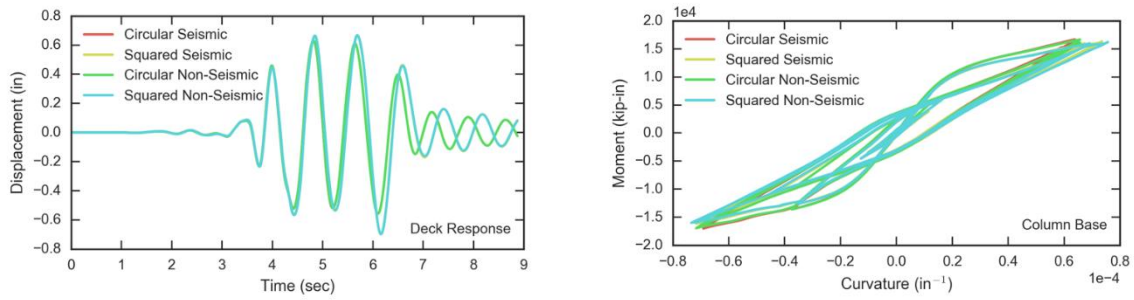 Circular Seismic
Squared Seismic
Circular Non-Seismic
Squared Non-Seismic
Displacement (in)
0.8
0.6
0.4
0.2
0.0
−0.2
−0.4
−0.6
−0.8
Deck Response
0 1 2 3 4 5 6 7 8 9
Time (sec)
1e4
Circular Seismic
Squared Seismic
Circular Non-Seismic
Squared Non-Seismic
Moment (kip-in)
2.0
1.5
1.0
0.5
0.0
−0.5
−1.0
−1.5
−2.0
Column Base
−0.8 −0.6 −0.4 −0.2 0.0 0.2 0.4 0.6 0.8
Curvature (in⁻¹)
1e−4